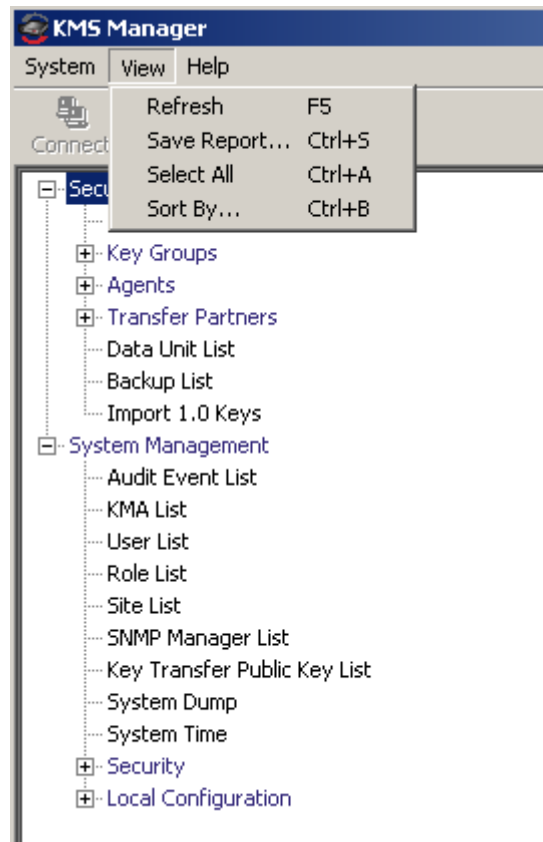 KMS Manager
System View Help
Connect
Refresh F5
Save Report... Ctrl+S
Select All Ctrl+A
Sort By... Ctrl+B
Key Groups
Agents
Transfer Partners
Data Unit List
Backup List
Import 1.0 Keys
System Management
Audit Event List
KMA List
User List
Role List
Site List
SNMP Manager List
Key Transfer Public Key List
System Dump
System Time
Security
Local Configuration